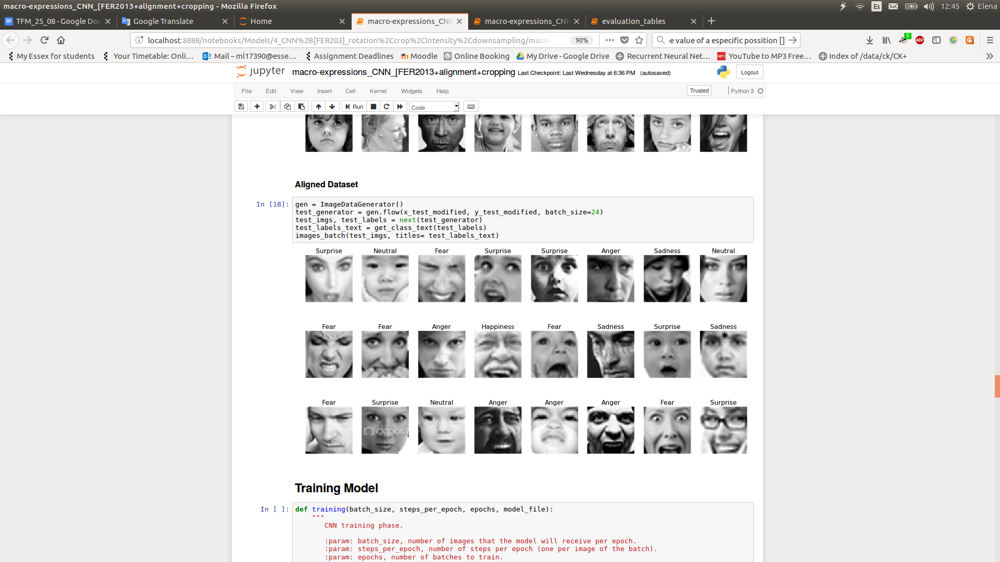 macro-expressions_CNN_[FER2013+alignment+cropping - Mozilla Firefox
Es
12:45
Elena
TFM_25_08 - Google Doc
Google Translate
Home
macro-expressions_CNN
macro-expressions_CNN
evaluation_tables
localhost:8888/notebooks/Models/4_CNN%2B[FER203]_rotation%2Ccrop%2Cintensity%2Cdownsampling/macro
90%
e value of a especific possition []
0
ABP
My Essex for students
Your Timetable: Onli…
Mail – ml17390@esse…
Assignment Deadlines
Moodle
Online Booking
My Drive - Google Drive
Recurrent Neural Net…
MP3
YouTube to MP3 Free…
Index of /data/ck/CK+
jupyter
macro-expressions_CNN_[FER2013+alignment+cropping
Last Checkpoint: Last Wednesday at 6:36 PM (autosaved)
Logout
File Edit View Insert Cell Kernel Widgets Help
Trusted
Python 3
Run
Code
Aligned Dataset
In [18]:
gen = ImageDataGenerator()
test_generator = gen.flow(x_test_modified, y_test_modified, batch_size=24)
test_imgs, test_labels = next(test_generator)
test_labels_text = get_class_text(test_labels)
images_batch(test_imgs, titles= test_labels_text)
Surprise Neutral Fear Surprise Surprise Anger Sadness Neutral
Fear Fear Anger Happiness Fear Sadness Surprise Sadness
Fear Surprise Neutral Anger Anger Anger Fear Surprise
Training Model
In [ ]:
def training(batch_size, steps_per_epoch, epochs, model_file):
"""
CNN training phase.
:param: batch_size, number of images that the model will receive per epoch.
:param: steps_per_epoch, number of steps per epoch (one per image of the batch).
:param: epochs, number of batches to train.